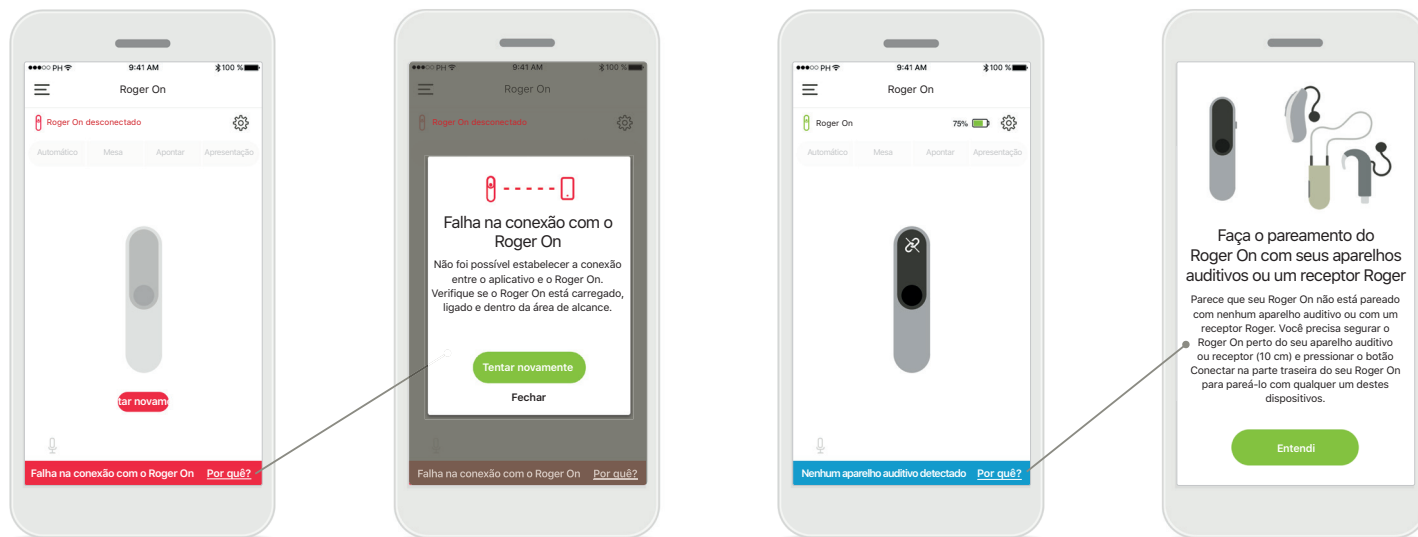 PH
9:41 AM
100 %
Roger On
Roger On desconectado
Automático
Mesa
Apontar
Apresentação
tar novam
Falha na conexão com o Roger On
Por quê?
PH
9:41 AM
100 %
Roger On
Roger On desconectado
Falha na conexão com o
Roger On
Não foi possível estabelecer a conexão
entre o aplicativo e o Roger On.
Verifique se o Roger On está carregado,
ligado e dentro da área de alcance.
Tentar novamente
Fechar
Falha na conexão com o Roger On
Por quê?
PH
9:41 AM
100 %
Roger On
Roger On
75%
Automático
Mesa
Apontar
Apresentação
Nenhum aparelho auditivo detectado
Por quê?
Faça o pareamento do
Roger On com seus aparelhos
auditivos ou um receptor Roger
Parece que seu Roger On não está pareado
com nenhum aparelho auditivo ou com um
receptor Roger. Você precisa segurar o
Roger On perto do seu aparelho auditivo
ou receptor (10 cm) e pressionar o botão
Conectar na parte traseira do seu Roger On
para pareá-lo com qualquer um destes
dispositivos.
Entendi